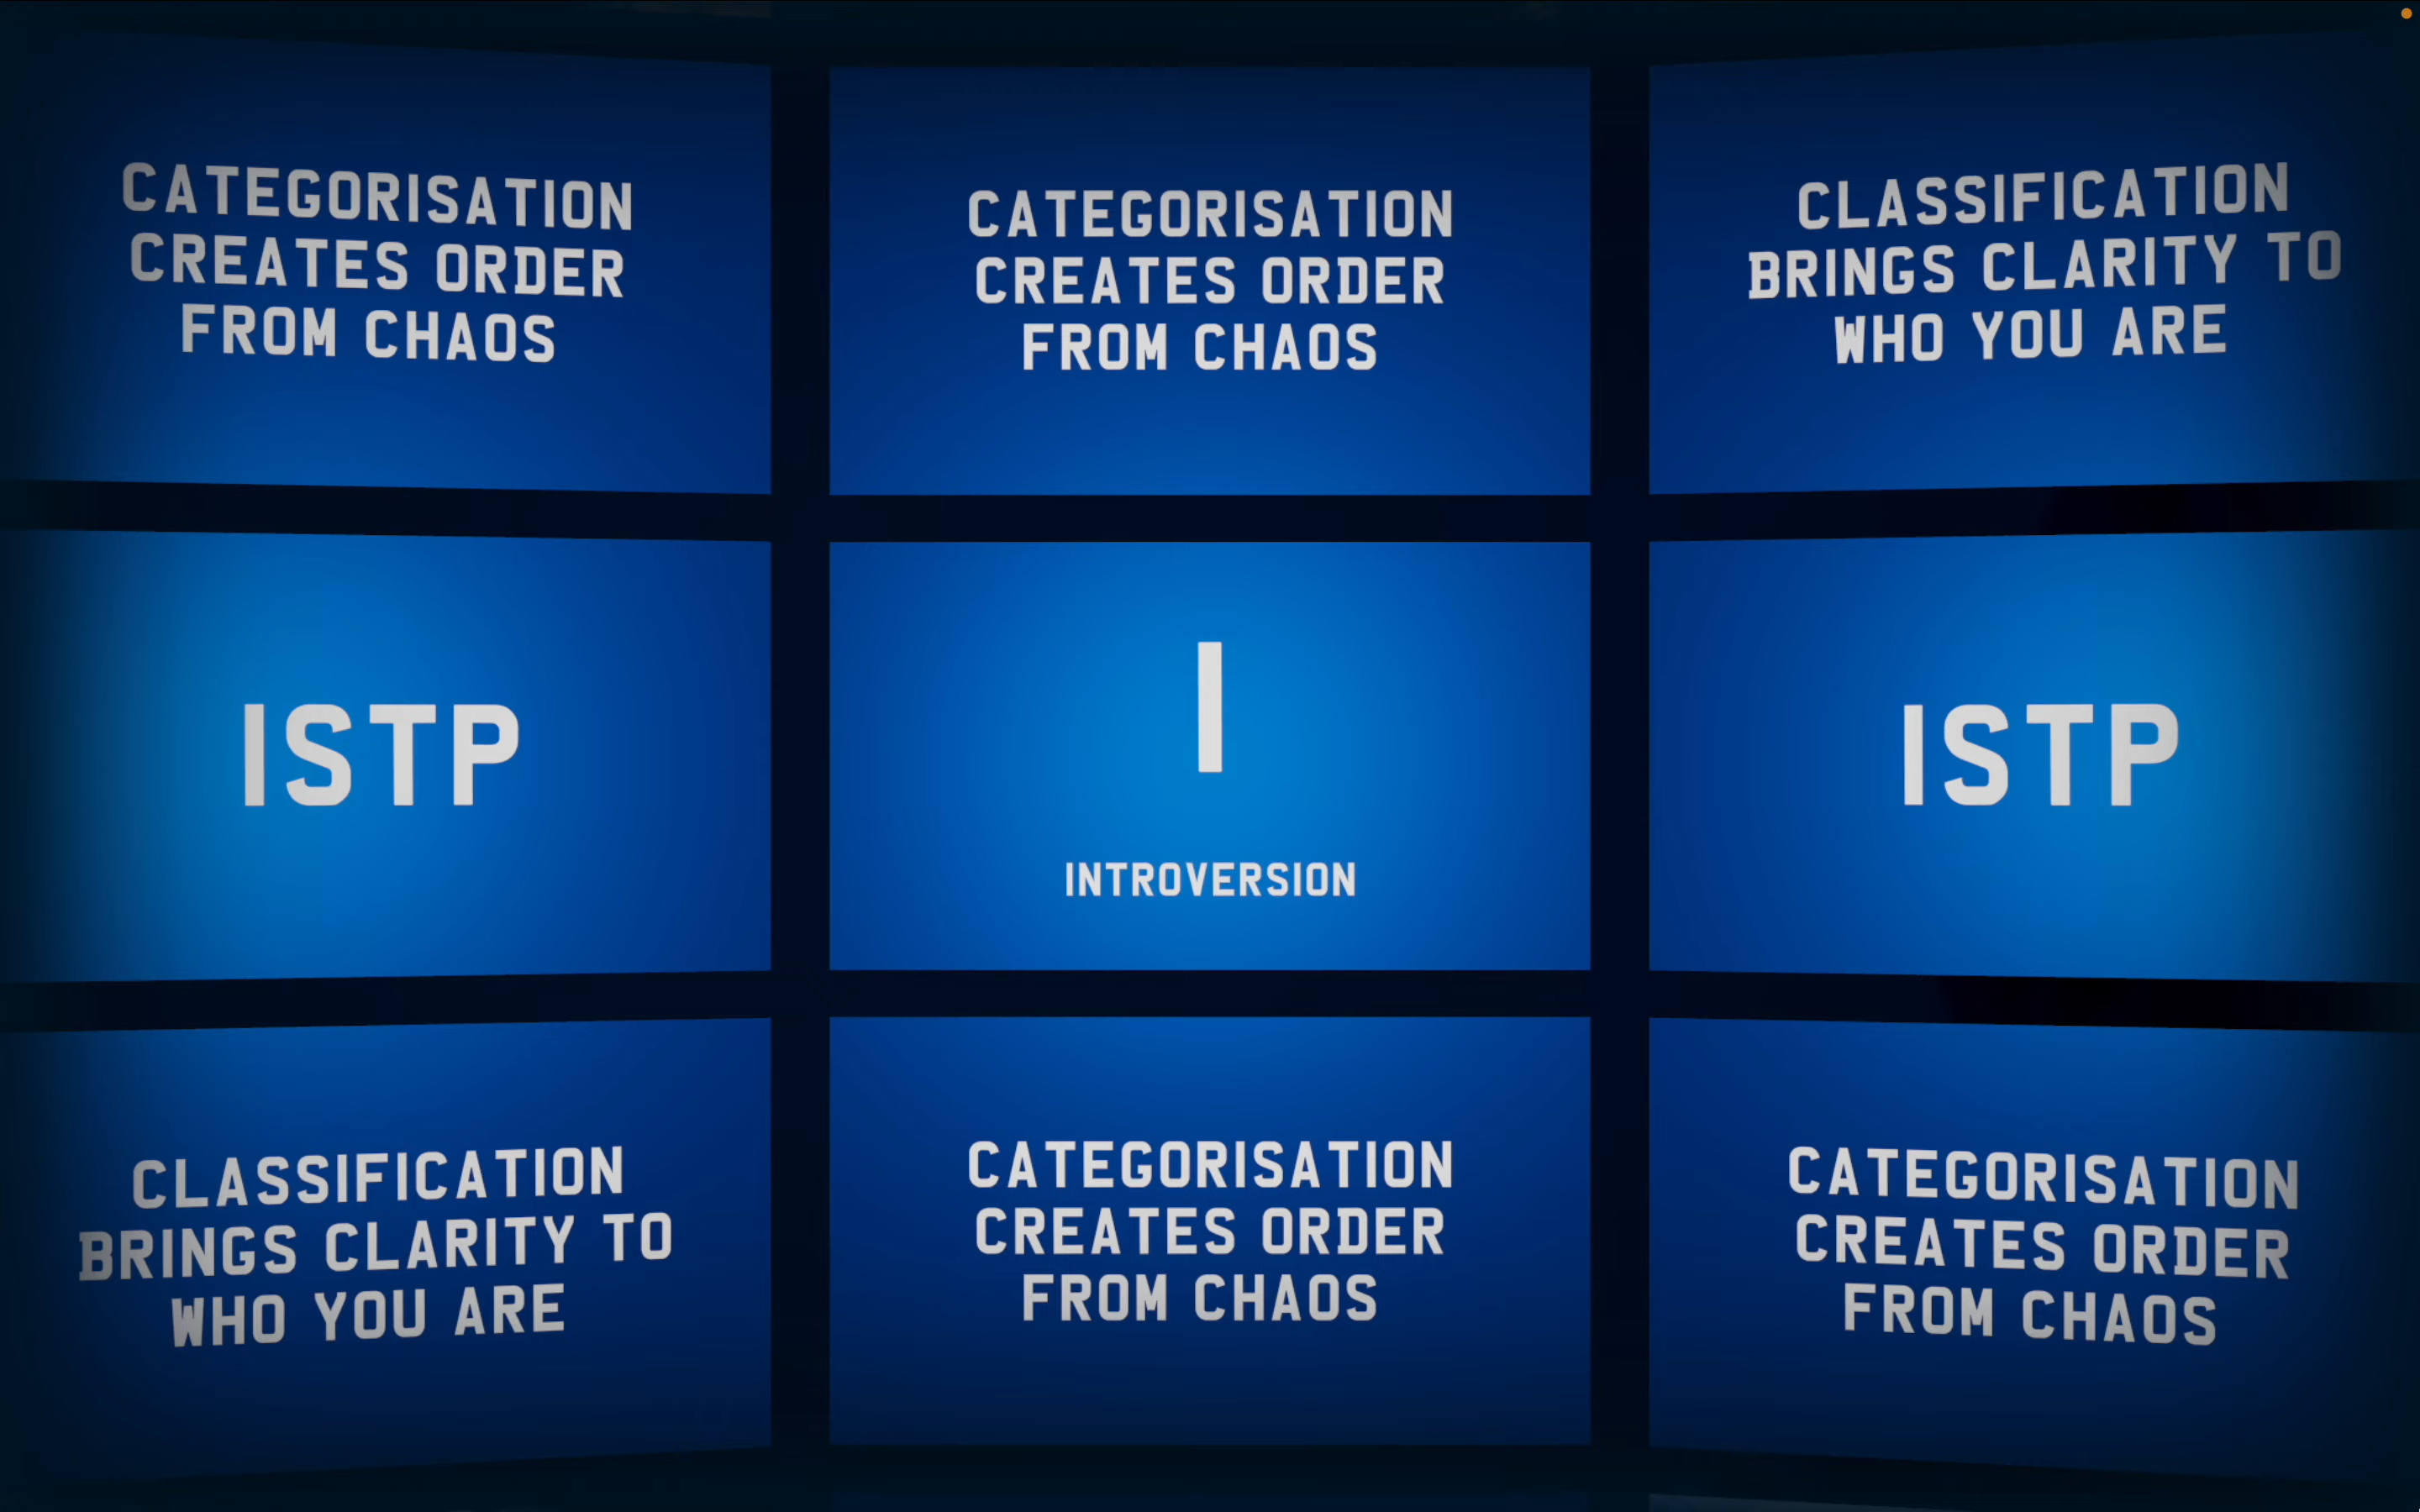 CATEGORISATION
CREATES ORDER
FROM CHAOS
CATEGORISATION
CREATES ORDER
FROM CHAOS
CLASSIFICATION
BRINGS CLARITY TO
WHO YOU ARE
ISTP
I
INTROVERSION
ISTP
CLASSIFICATION
BRINGS CLARITY TO
WHO YOU ARE
CATEGORISATION
CREATES ORDER
FROM CHAOS
CATEGORISATION
CREATES ORDER
FROM CHAOS